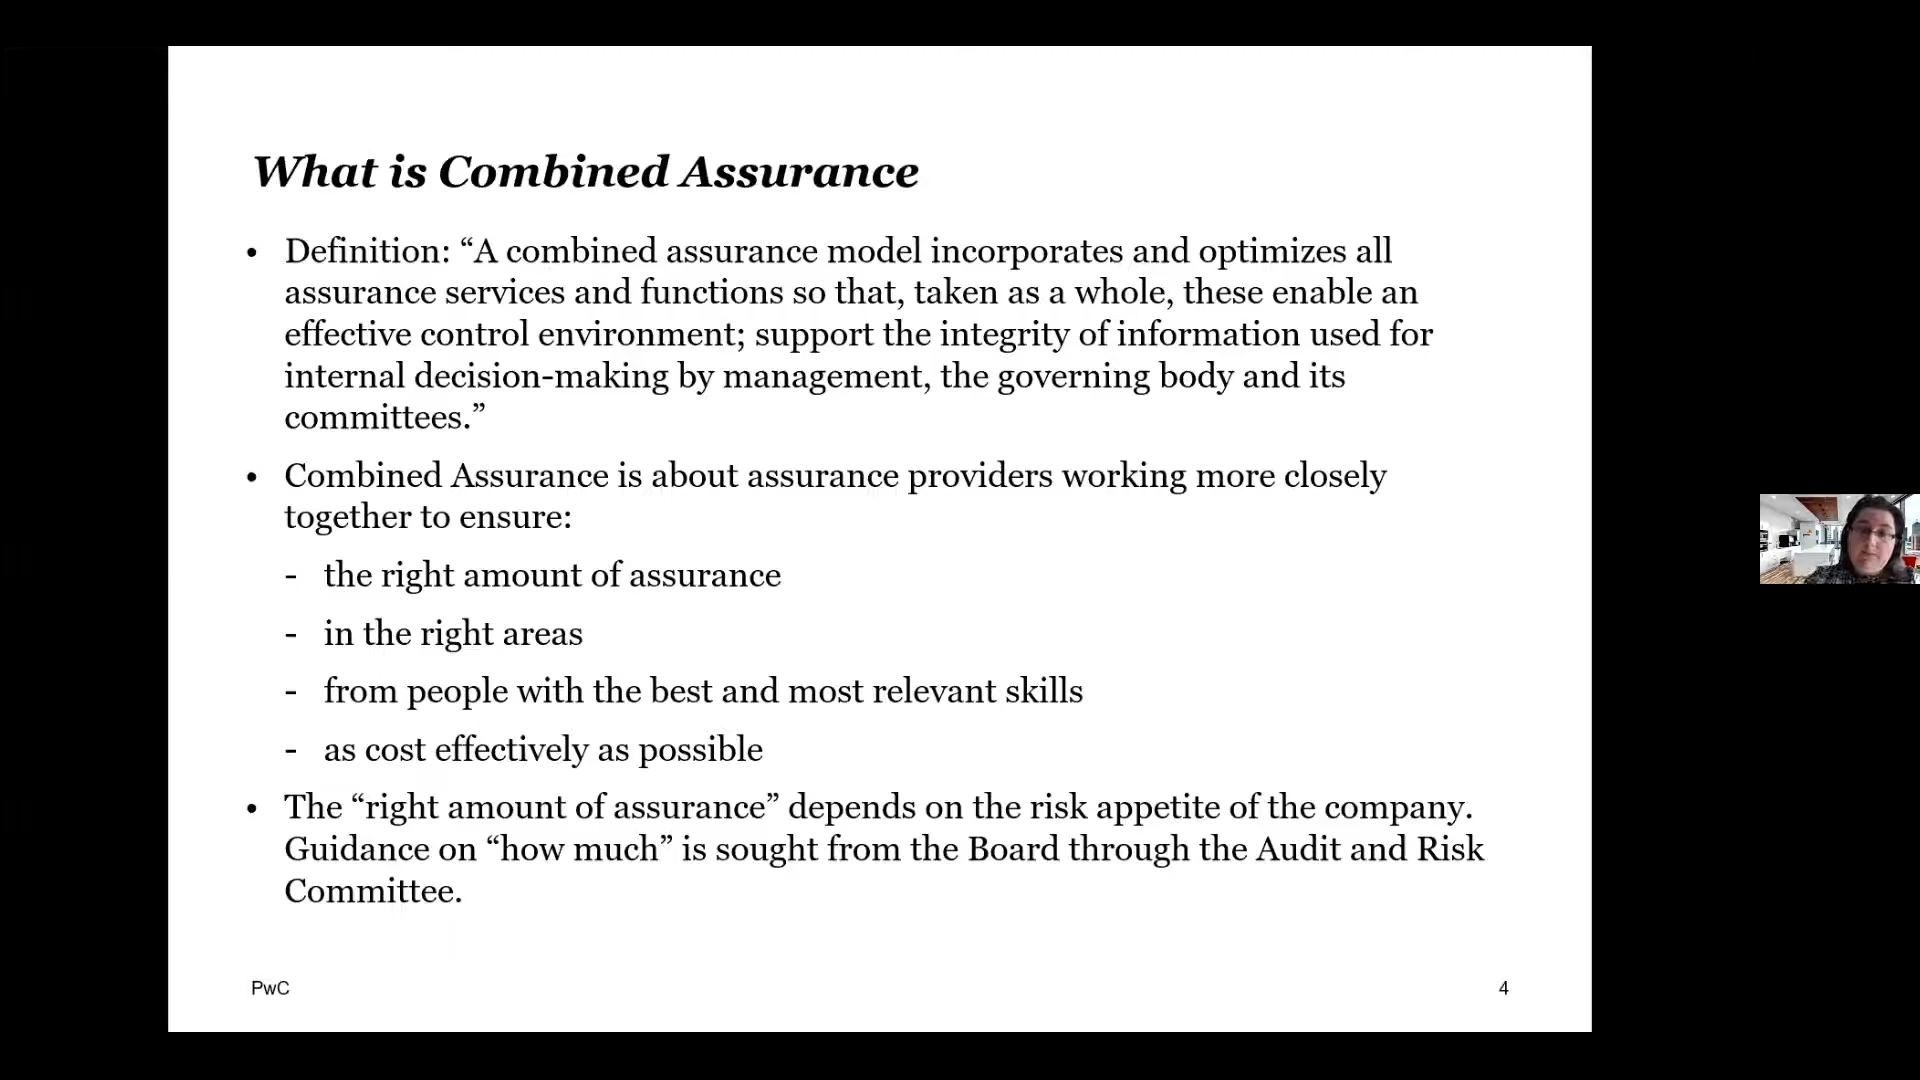 What is Combined Assurance
• Definition: “A combined assurance model incorporates and optimizes all
assurance services and functions so that, taken as a whole, these enable an
effective control environment; support the integrity of information used for
internal decision-making by management, the governing body and its
committees.”
• Combined Assurance is about assurance providers working more closely
together to ensure:
- the right amount of assurance
- in the right areas
- from people with the best and most relevant skills
- as cost effectively as possible
• The “right amount of assurance” depends on the risk appetite of the company.
Guidance on “how much” is sought from the Board through the Audit and Risk
Committee.
PwC
4